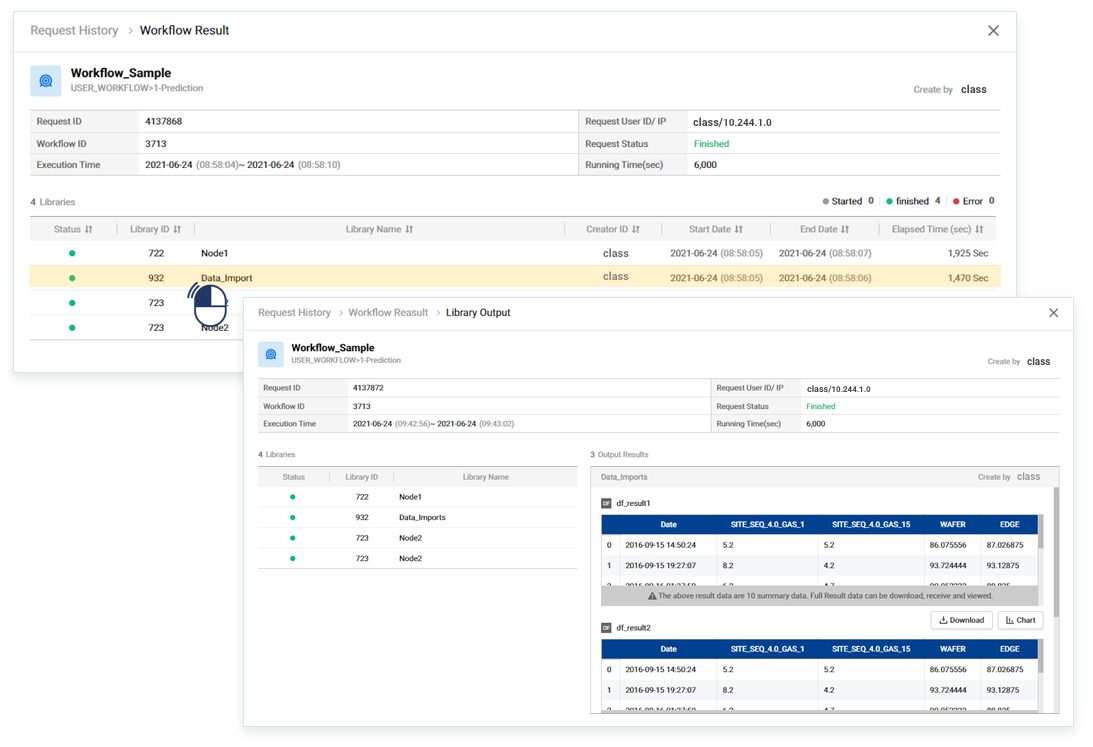 Request History > Workflow Result
Workflow_Sample
USER_WORKFLOW>1-Prediction
Create by class
Request ID 4137868 Request User ID/ IP class/10.244.1.0
Workflow ID 3713 Request Status Finished
Execution Time 2021-06-24 (08:58:04)~ 2021-06-24 (08:58:10) Running Time(sec) 6,000
4 Libraries Started 0 finished 4 Error 0
Status Library ID Library Name Creator ID Start Date End Date Elapsed Time (sec)
722 Node1 class 2021-06-24 (08:58:05) 2021-06-24 (08:58:07) 1,925 Sec
932 Data_Import class 2021-06-24 (08:58:05) 2021-06-24 (08:58:06) 1,470 Sec
723
723 Node2
Request History > Workflow Reasault > Library Output
Workflow_Sample
USER_WORKFLOW>1-Prediction
Create by class
Request ID 4137872 Request User ID/ IP class/10.244.1.0
Workflow ID 3713 Request Status Finished
Execution Time 2021-06-24 (09:42:56)~ 2021-06-24 (09:43:02) Running Time(sec) 6,000
4 Libraries
Status Library ID Library Name
722 Node1
932 Data_Imports
723 Node2
723 Node2
3 Output Results
Data_Imports Create by class
DF df_result1
Date SITE_SEQ_4.0_GAS_1 SITE_SEQ_4.0_GAS_15 WAFER EDGE
0 2016-09-15 14:50:24 5.2 5.2 86.075556 87.026875
1 2016-09-15 19:27:07 8.2 4.2 93.724444 93.12875
The above result data are 10 summary data. Full Result data can be download, receive and viewed.
Download Chart
DF df_result2
Date SITE_SEQ_4.0_GAS_1 SITE_SEQ_4.0_GAS_15 WAFER EDGE
0 2016-09-15 14:50:24 5.2 5.2 86.075556 87.026875
1 2016-09-15 19:27:07 8.2 4.2 93.724444 93.12875